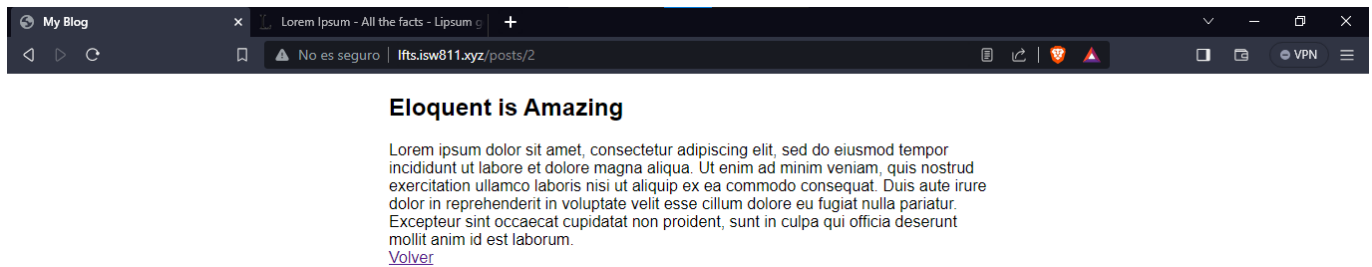 My Blog
Lorem Ipsum - All the facts - Lipsum g
No es seguro
lfts.isw811.xyz/posts/2
VPN
Eloquent is Amazing
Lorem ipsum dolor sit amet, consectetur adipiscing elit, sed do eiusmod tempor
incididunt ut labore et dolore magna aliqua. Ut enim ad minim veniam, quis nostrud
exercitation ullamco laboris nisi ut aliquip ex ea commodo consequat. Duis aute irure
dolor in reprehenderit in voluptate velit esse cillum dolore eu fugiat nulla pariatur.
Excepteur sint occaecat cupidatat non proident, sunt in culpa qui officia deserunt
mollit anim id est laborum.
Volver